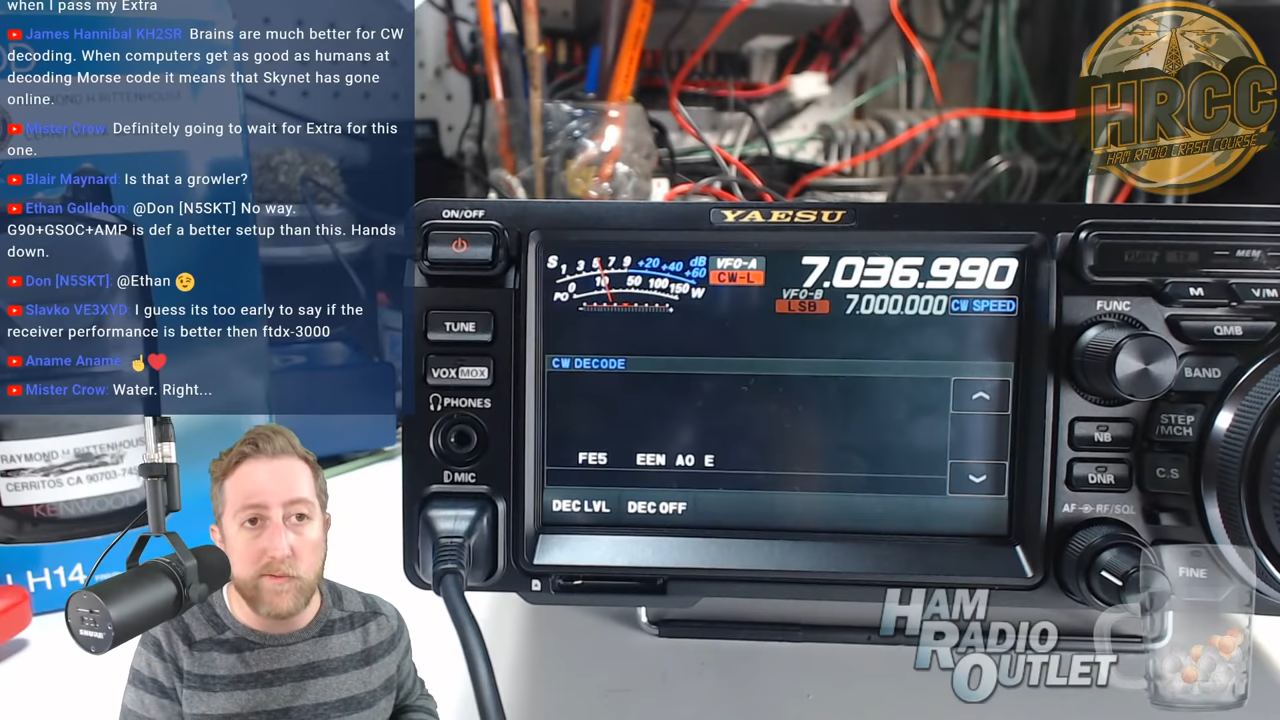 when I pass my Extra
James Hannibal KH2SR Brains are much better for CW
decoding. When computers get as good as humans at
decoding Morse code it means that Skynet has gone
online.
Mister Crow: Definitely going to wait for Extra for this
one.
Blair Maynard: Is that a growler?
Ethan Gollehon: @Don [N5SKT] No way.
G90+GSOC+AMP is def a better setup than this. Hands
down.
Don [N5SKT]: @Ethan 😉
Slavko VE3XYD: I guess its too early to say if the
receiver performance is better then ftdx-3000
Aname Aname: ☝❤
Mister Crow: Water. Right...
RAYMOND H RITTENHOUS
CERRITOS CA 90703-745
KENWOOD
H14
SHURE
HRCC
HAM RADIO CRASH COURSE
YAESU
ON/OFF
TUNE
VOX MOX
PHONES
MIC
S 1 3 5 7 9 +20 +40 +60 dB
PO 0 10 50 100 150 W
VFO-A
CW-L
7.036.990
VFO-B
LSB
7.000.000
CW SPEED
CW DECODE
FE5 EEN AO E
DEC LVL DEC OFF
MEM
M
V/M
FUNC
QMB
BAND
STEP
/MCH
NB
DNR
C.S
AF RF/SQL
FINE
HAM
RADIO
OUTLET